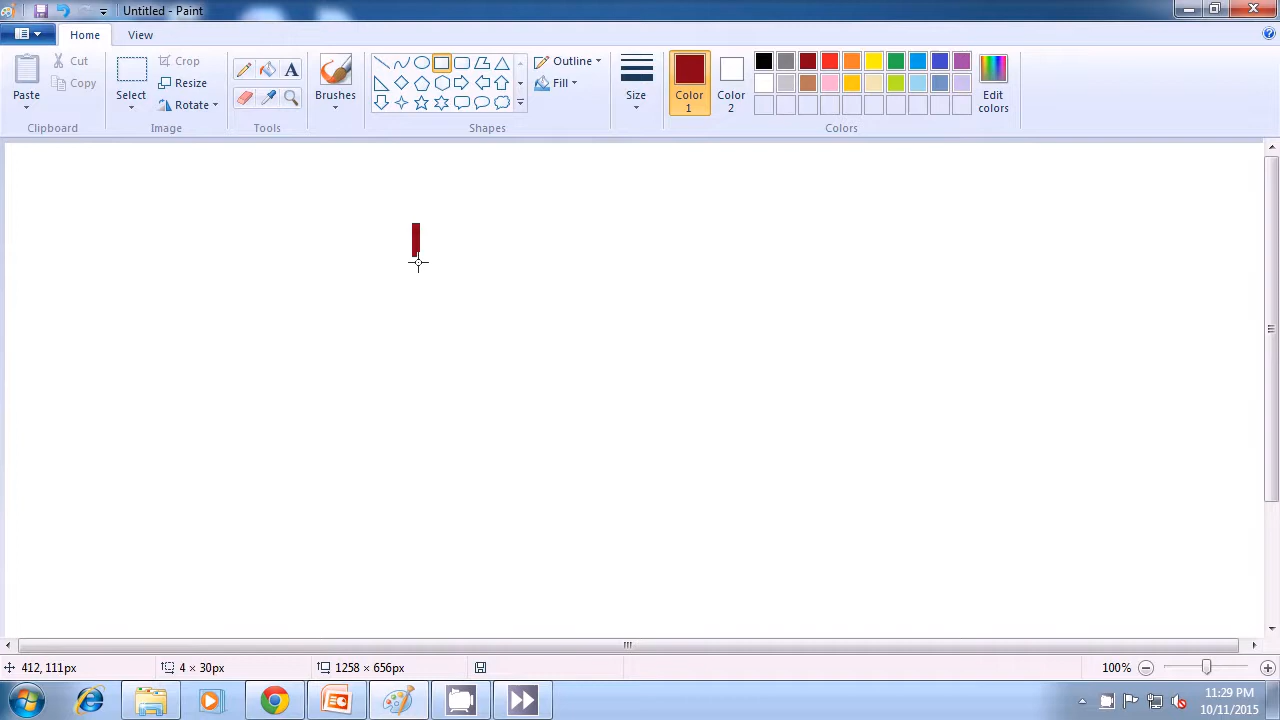 Untitled - Paint
Home
View
Paste
Cut
Copy
Clipboard
Select
Crop
Resize
Rotate
Image
A
Tools
Brushes
Shapes
Outline
Fill
Size
Color 1
Color 2
Edit colors
Colors
412, 111px
4 × 30px
1258 × 656px
100%
11:29 PM
10/11/2015